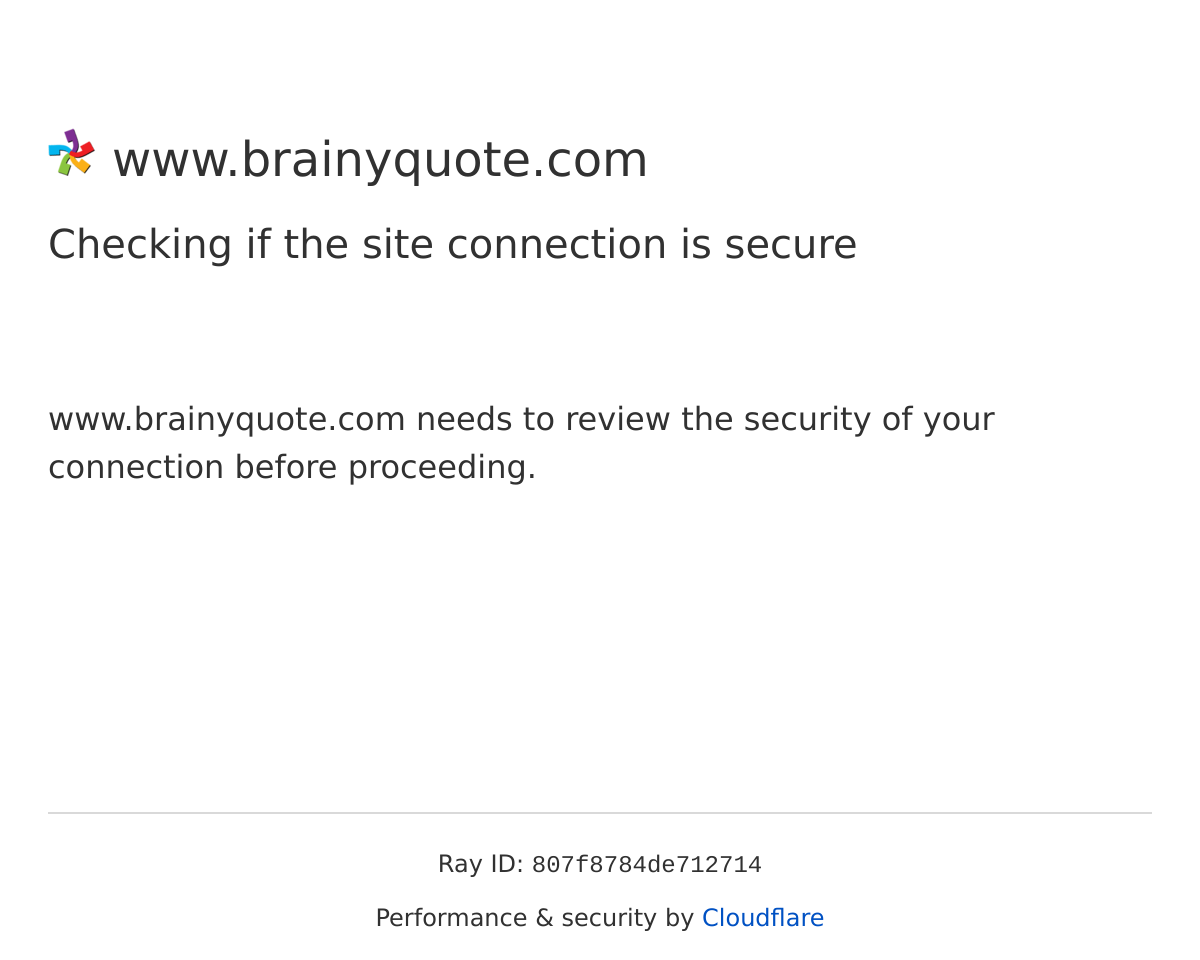 www.brainyquote.com
Checking if the site connection is secure
www.brainyquote.com needs to review the security of your
connection before proceeding.
Ray ID: 807f8784de712714
Performance & security by Cloudflare